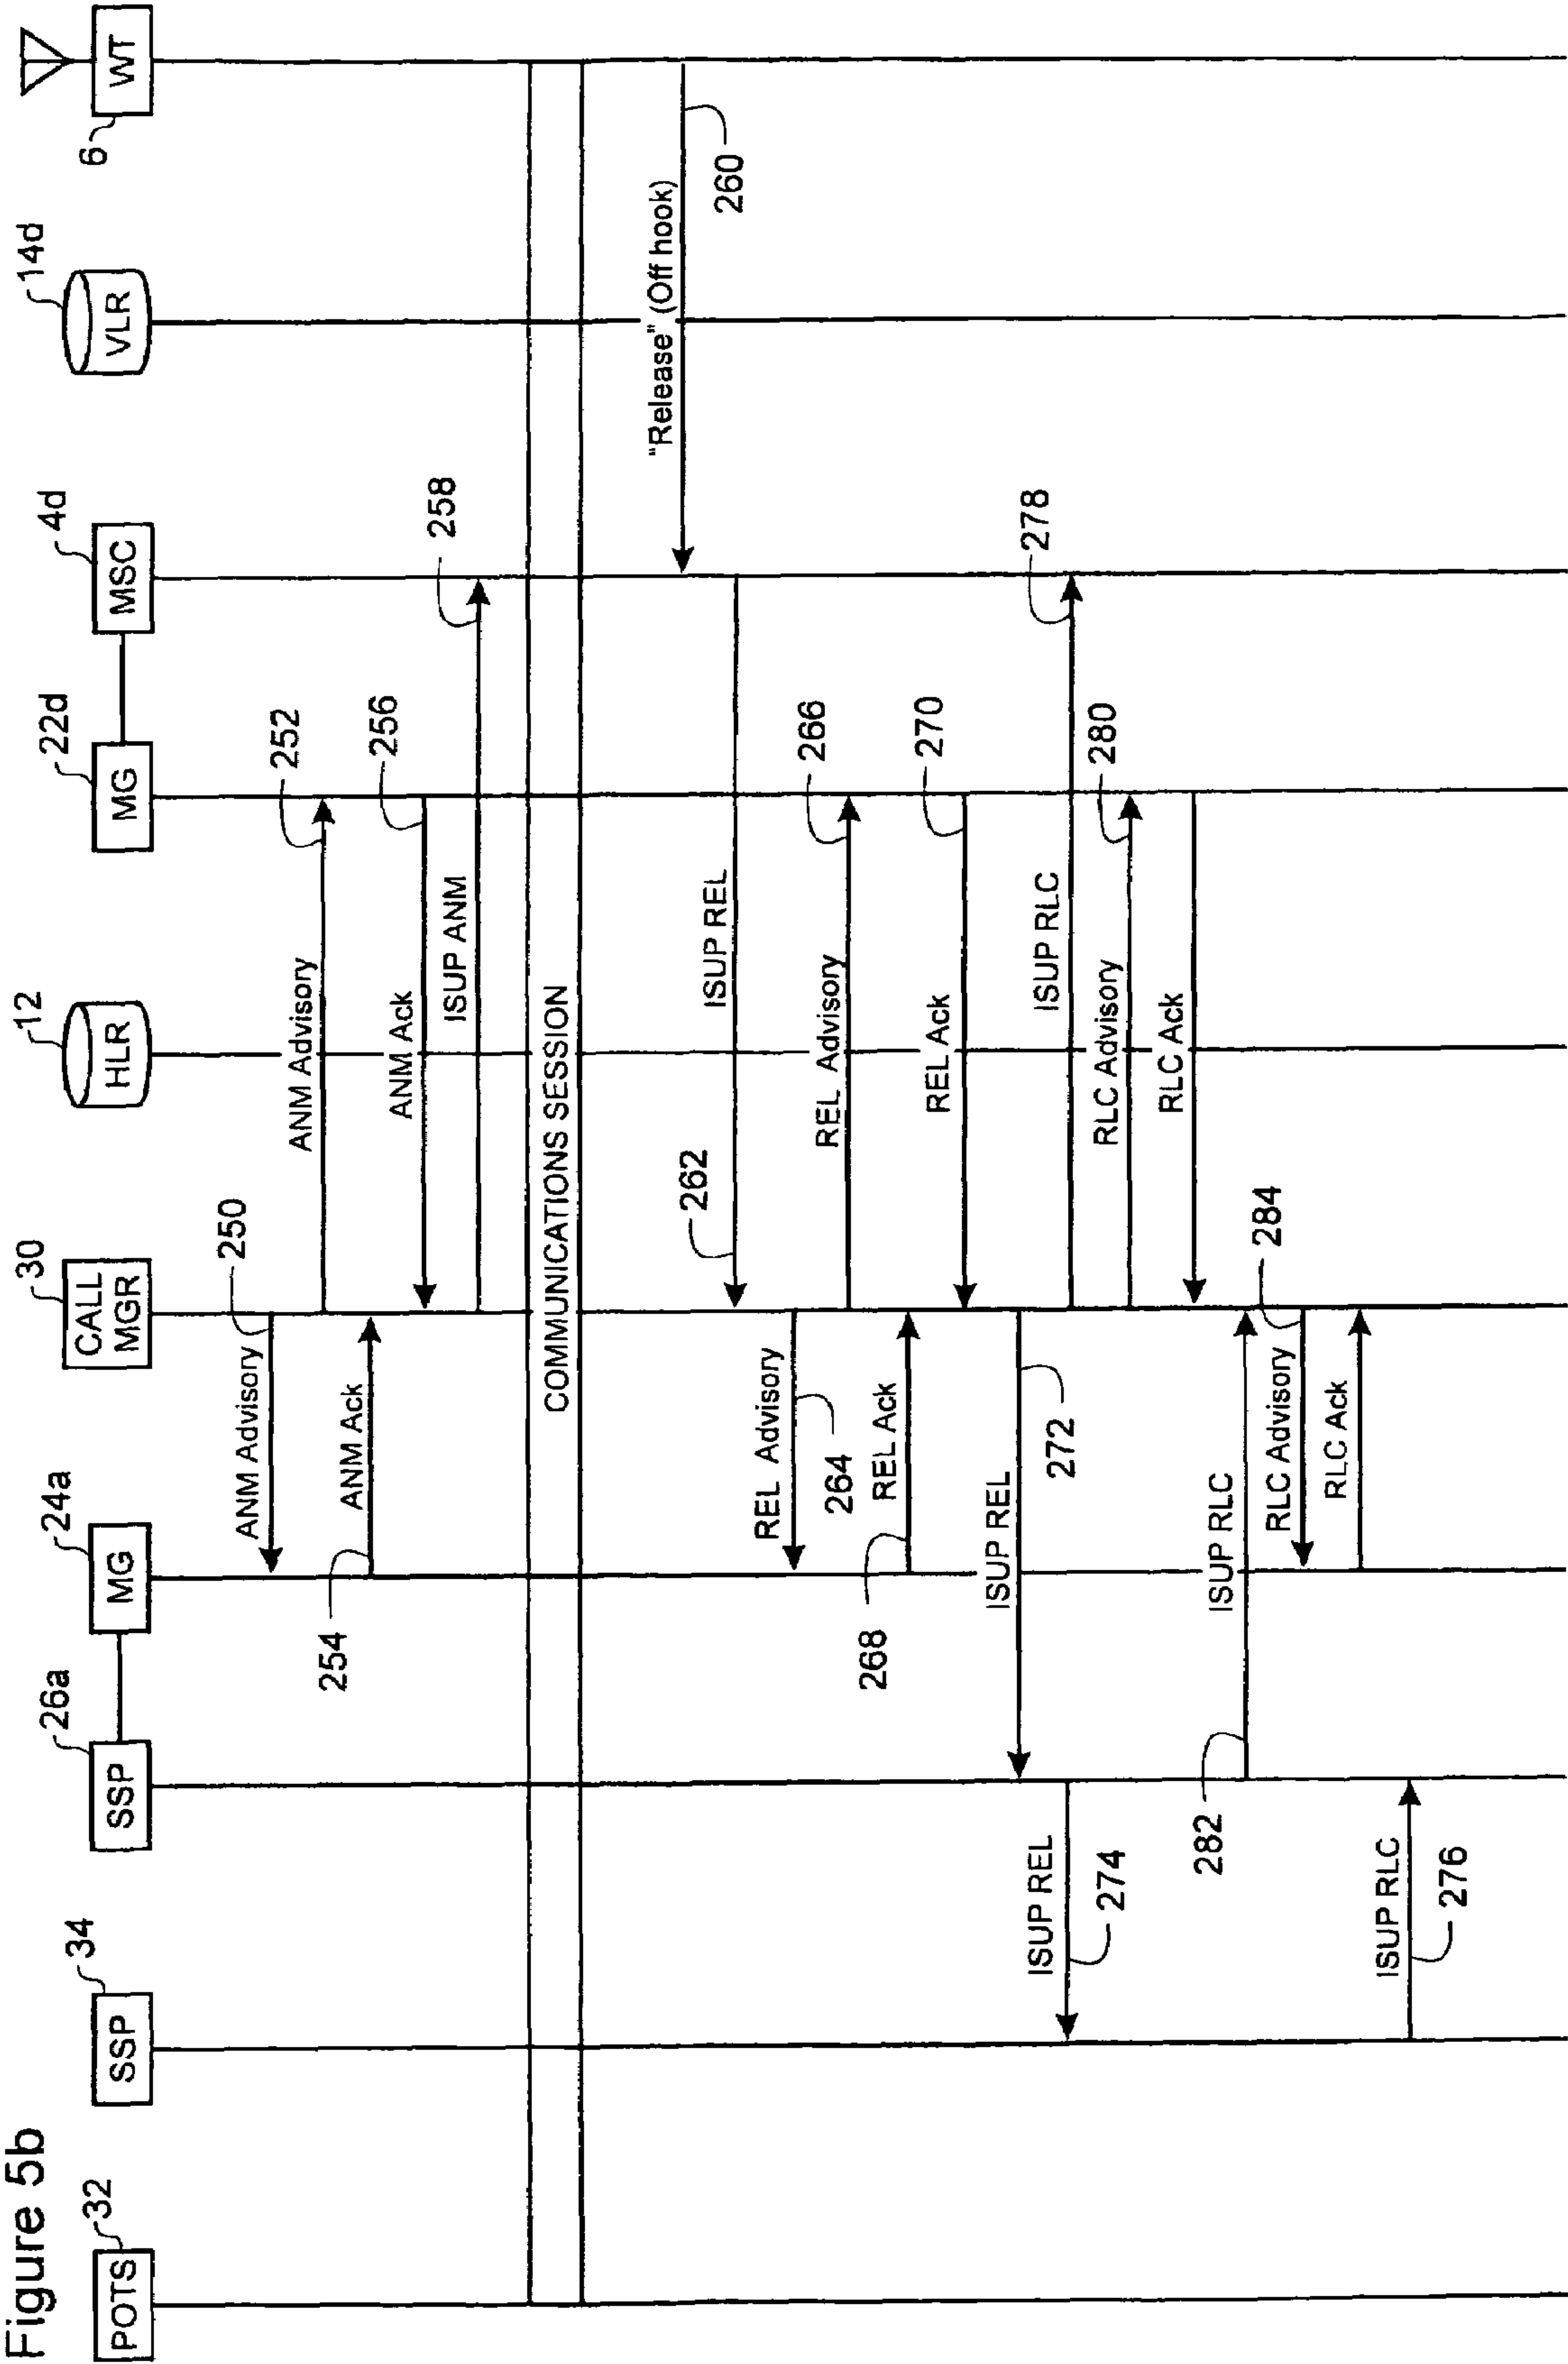 Figure 5b
POTS
32
SSP
34
SSP
26a
MG
24a
CALL
MGR
30
HLR
12
MG
22d
MSC
4d
VLR
14d
WT
6
ANM Advisory
250
ANM Advisory
252
254
ANM Ack
ANM Ack
256
ISUP ANM
258
COMMUNICATIONS SESSION
"Release" (Off hook)
260
262
ISUP REL
REL Advisory
264
REL Advisory
266
268
REL Ack
REL Ack
270
ISUP REL
272
ISUP REL
274
ISUP RLC
278
RLC Advisory
280
RLC Ack
282
ISUP RLC
RLC Advisory
284
RLC Ack
ISUP RLC
276